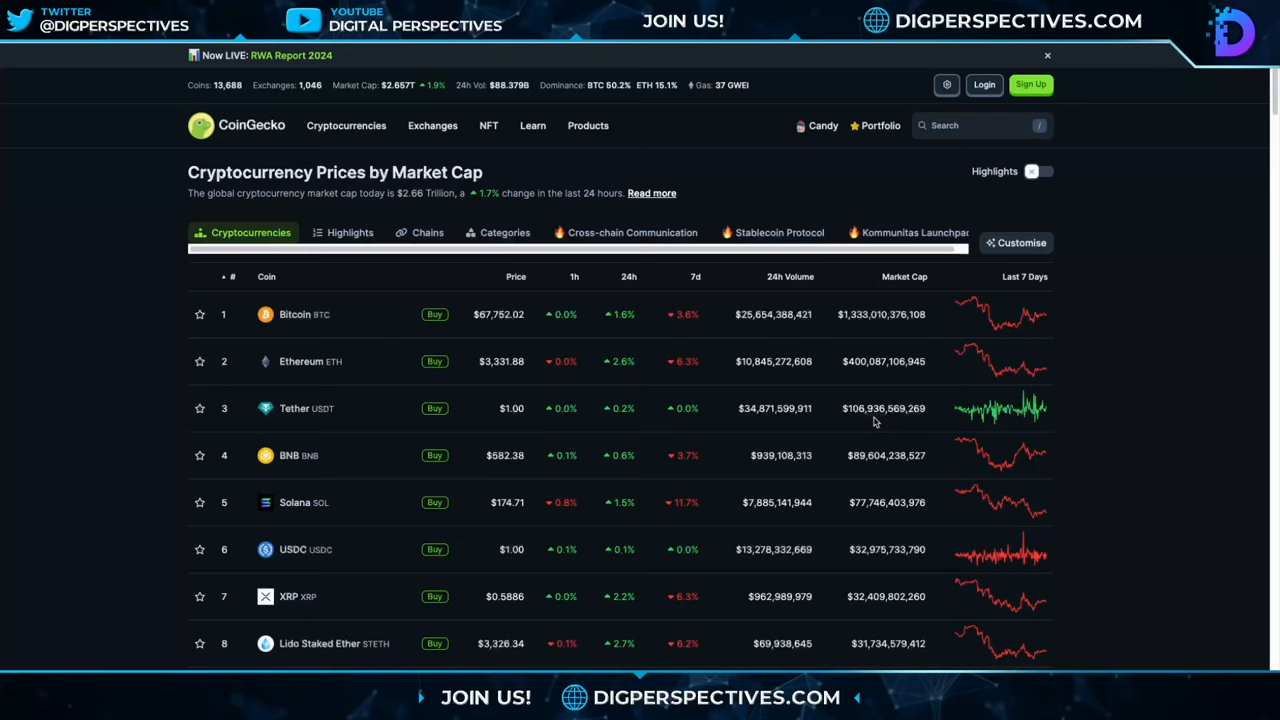 TWITTER
@DIGPERSPECTIVES
YOUTUBE
DIGITAL PERSPECTIVES
JOIN US!
DIGPERSPECTIVES.COM
Now LIVE: RWA Report 2024
Coins: 13,688 Exchanges: 1,046 Market Cap: $2.657T 1.9% 24h Vol: $88.379B Dominance: BTC 50.2% ETH 15.1% Gas: 37 GWEI
Login
Sign Up
CoinGecko Cryptocurrencies Exchanges NFT Learn Products Candy Portfolio Search /
Cryptocurrency Prices by Market Cap
Highlights
The global cryptocurrency market cap today is $2.66 Trillion, a 1.7% change in the last 24 hours. Read more
Cryptocurrencies Highlights Chains Categories Cross-chain Communication Stablecoin Protocol Kommunitas Launchpad
Customise
# Coin Price 1h 24h 7d 24h Volume Market Cap Last 7 Days
1 Bitcoin BTC Buy $67,752.02 0.0% 1.6% 3.6% $25,654,388,421 $1,333,010,376,108
2 Ethereum ETH Buy $3,331.88 0.0% 2.6% 6.3% $10,845,272,608 $400,087,106,945
3 Tether USDT Buy $1.00 0.0% 0.2% 0.0% $34,871,599,911 $106,936,569,269
4 BNB BNB Buy $582.38 0.1% 0.6% 3.7% $939,108,313 $89,604,238,527
5 Solana SOL Buy $174.71 0.8% 1.5% 11.7% $7,885,141,944 $77,746,403,976
6 USDC USDC Buy $1.00 0.1% 0.1% 0.0% $13,278,332,669 $32,975,733,790
7 XRP XRP Buy $0.5886 0.0% 2.2% 6.3% $962,989,979 $32,409,802,260
8 Lido Staked Ether STETH Buy $3,326.34 0.1% 2.7% 6.2% $69,938,645 $31,734,579,412
JOIN US! DIGPERSPECTIVES.COM